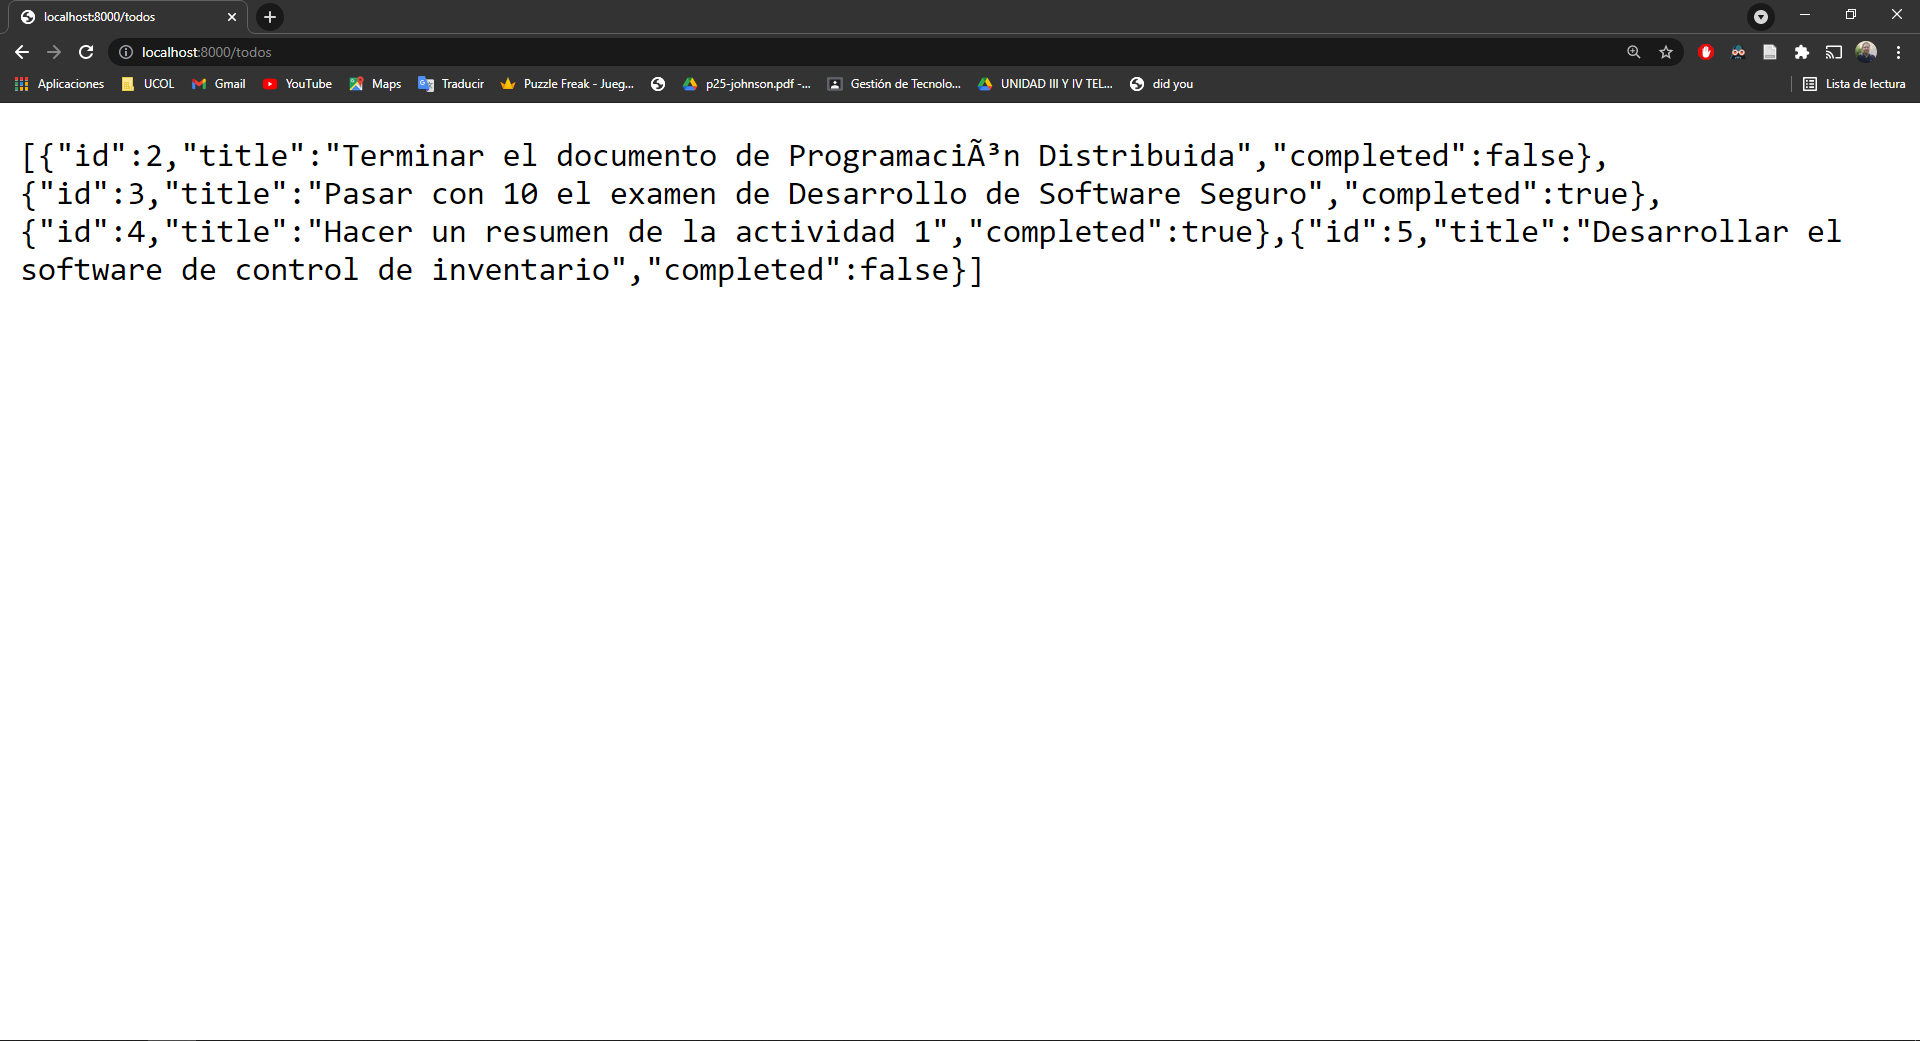 localhost:8000/todos
localhost:8000/todos
Aplicaciones UCOL Gmail YouTube Maps Traducir Puzzle Freak - Jueg... p25-johnson.pdf -... Gestión de Tecnolo... UNIDAD III Y IV TEL... did you Lista de lectura
[{"id":2,"title":"Terminar el documento de ProgramaciÃ³n Distribuida","completed":false},
{"id":3,"title":"Pasar con 10 el examen de Desarrollo de Software Seguro","completed":true},
{"id":4,"title":"Hacer un resumen de la actividad 1","completed":true},{"id":5,"title":"Desarrollar el
software de control de inventario","completed":false}]